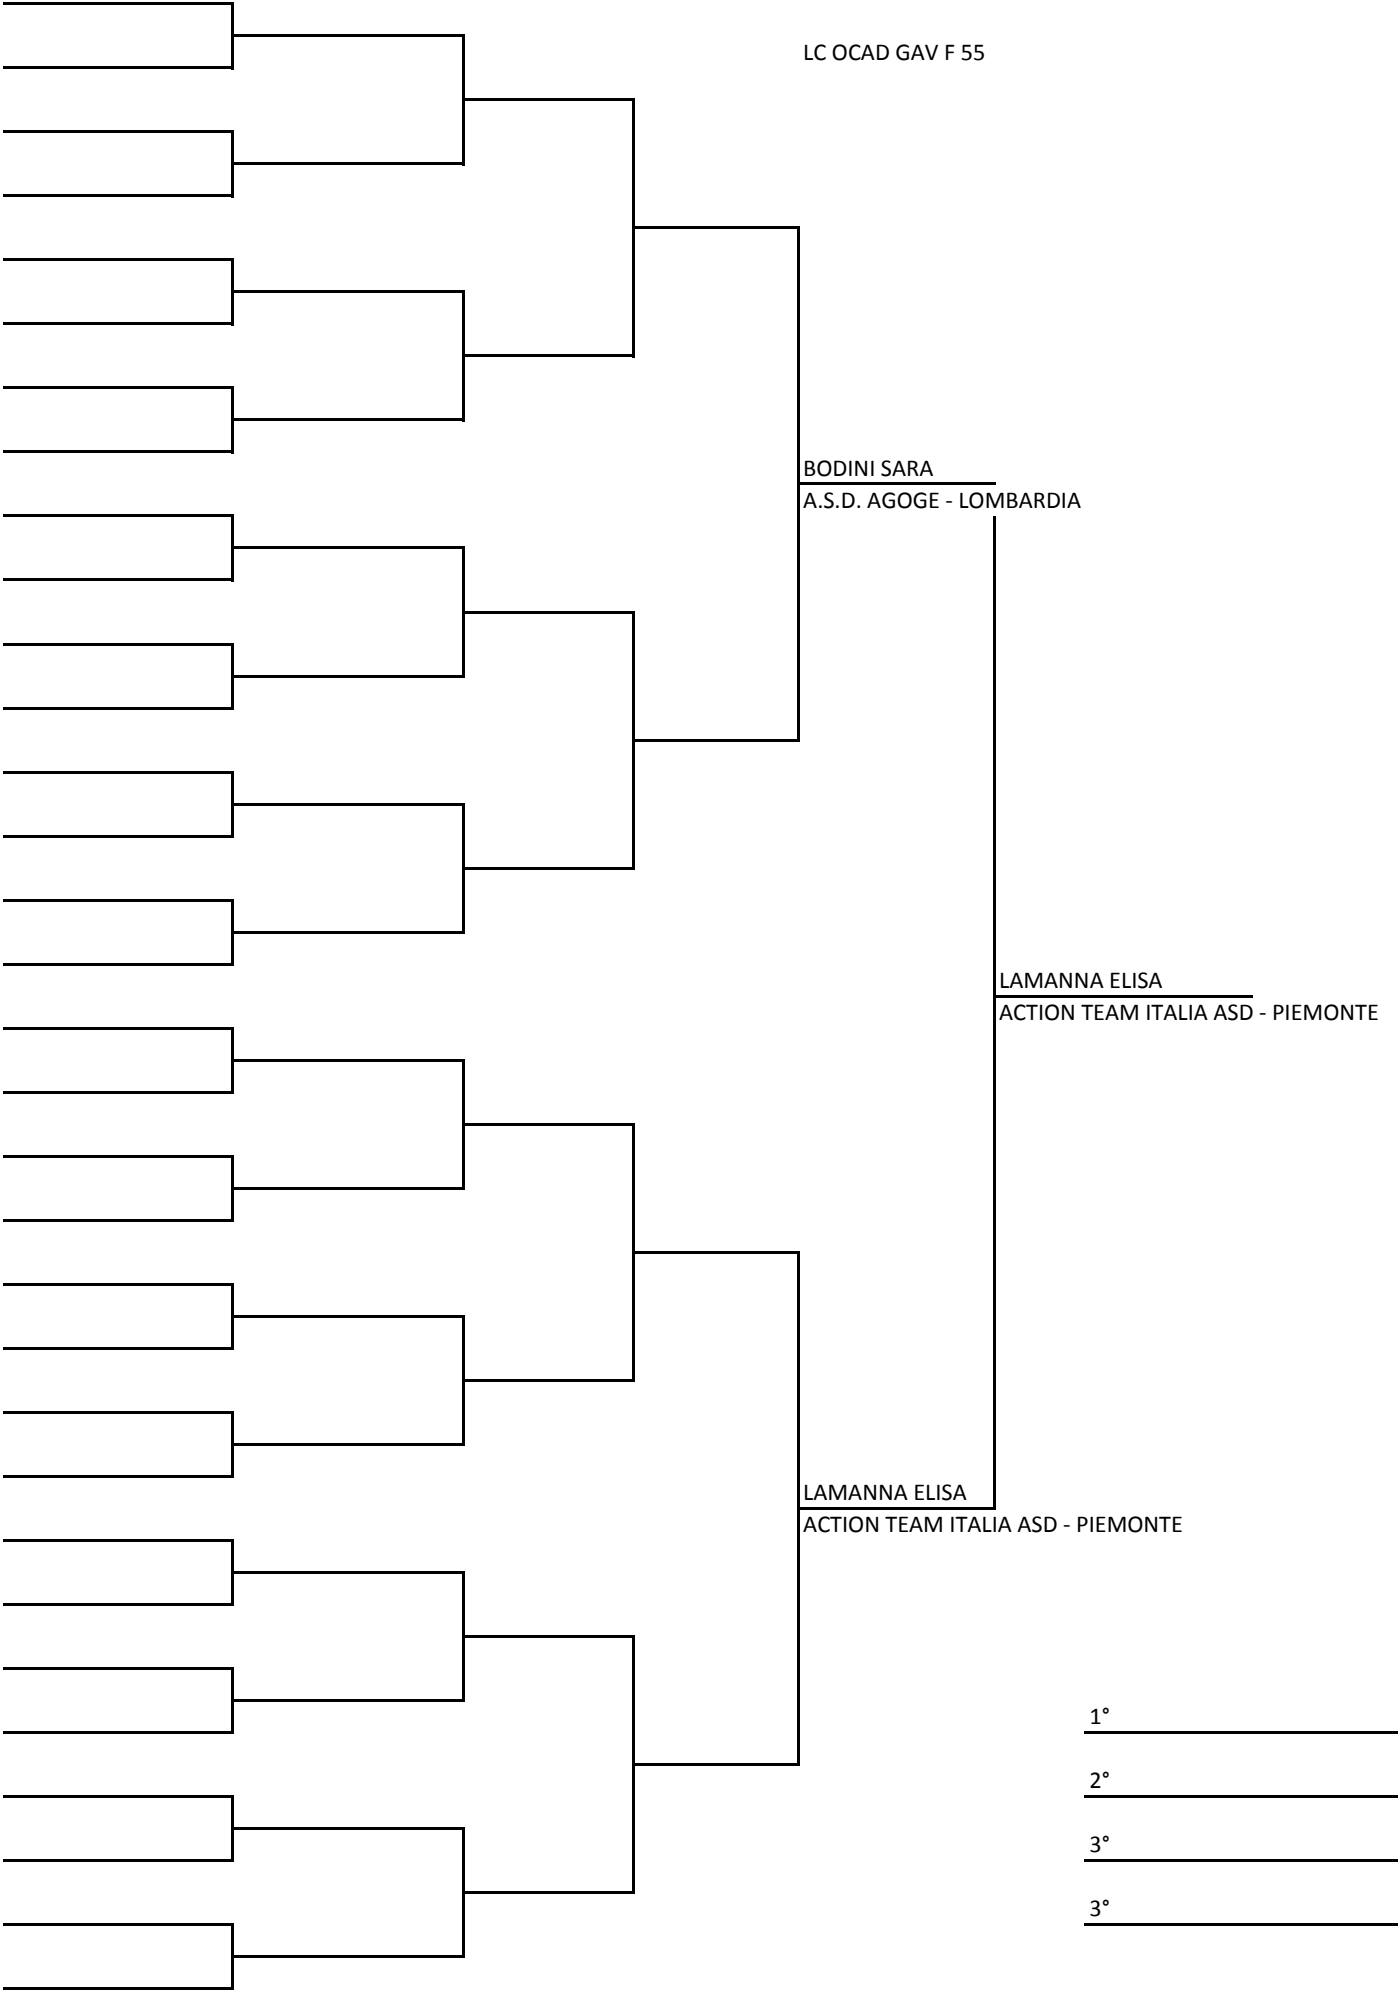 LC OCAD GAV F 55
BODINI SARA
A.S.D. AGOGE - LOMBARDIA
LAMANNA ELISA
ACTION TEAM ITALIA ASD - PIEMONTE
LAMANNA ELISA
ACTION TEAM ITALIA ASD - PIEMONTE
1°
2°
3°
3°